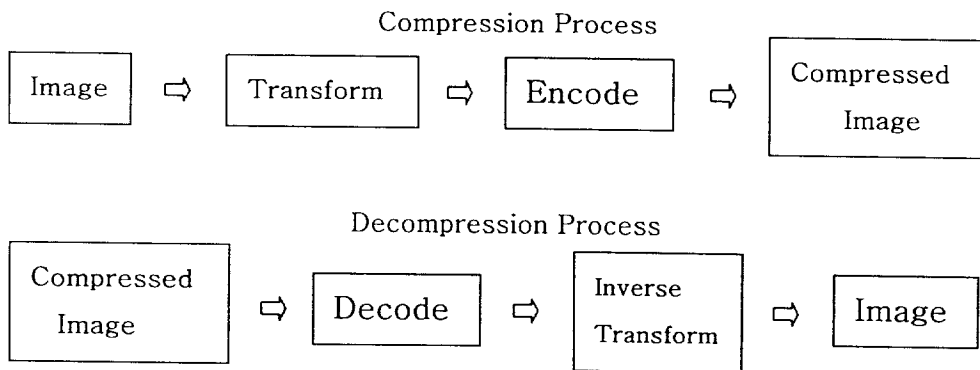 Compression Process
Image
Transform
Encode
Compressed
Image
Decompression Process
Compressed
Image
Decode
Inverse
Transform
Image